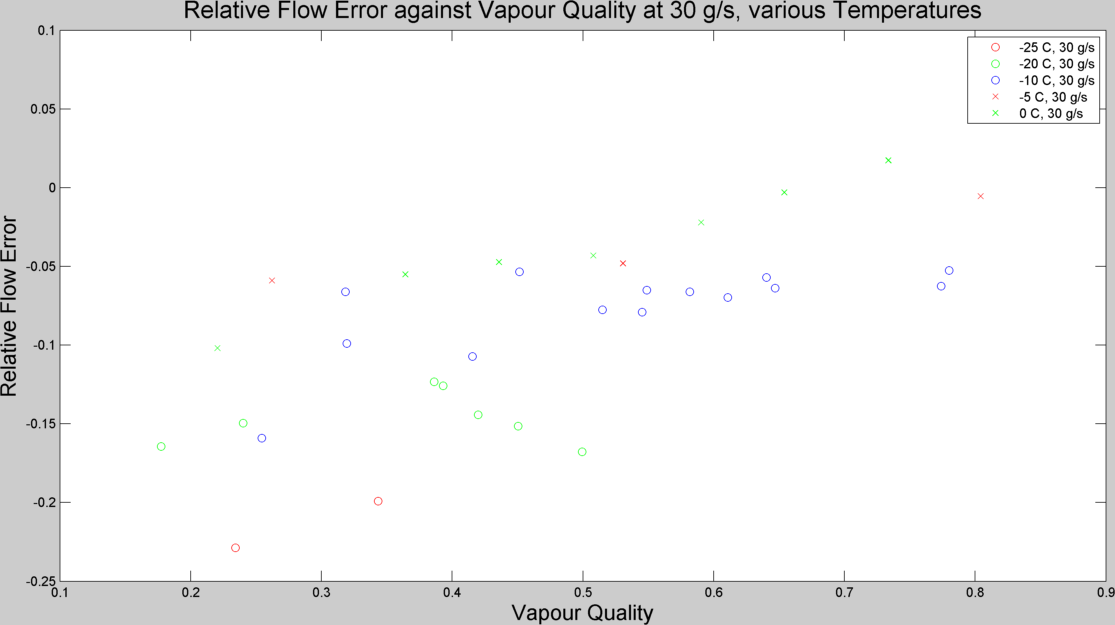 Relative Flow Error against Vapour Quality at 30 g/s, various Temperatures
-25 C, 30 g/s
-20 C, 30 g/s
-10 C, 30 g/s
-5 C, 30 g/s
0 C, 30 g/s
Relative Flow Error
0.1
0.05
0
-0.05
-0.1
-0.15
-0.2
-0.25
0.1 0.2 0.3 0.4 0.5 0.6 0.7 0.8 0.9
Vapour Quality